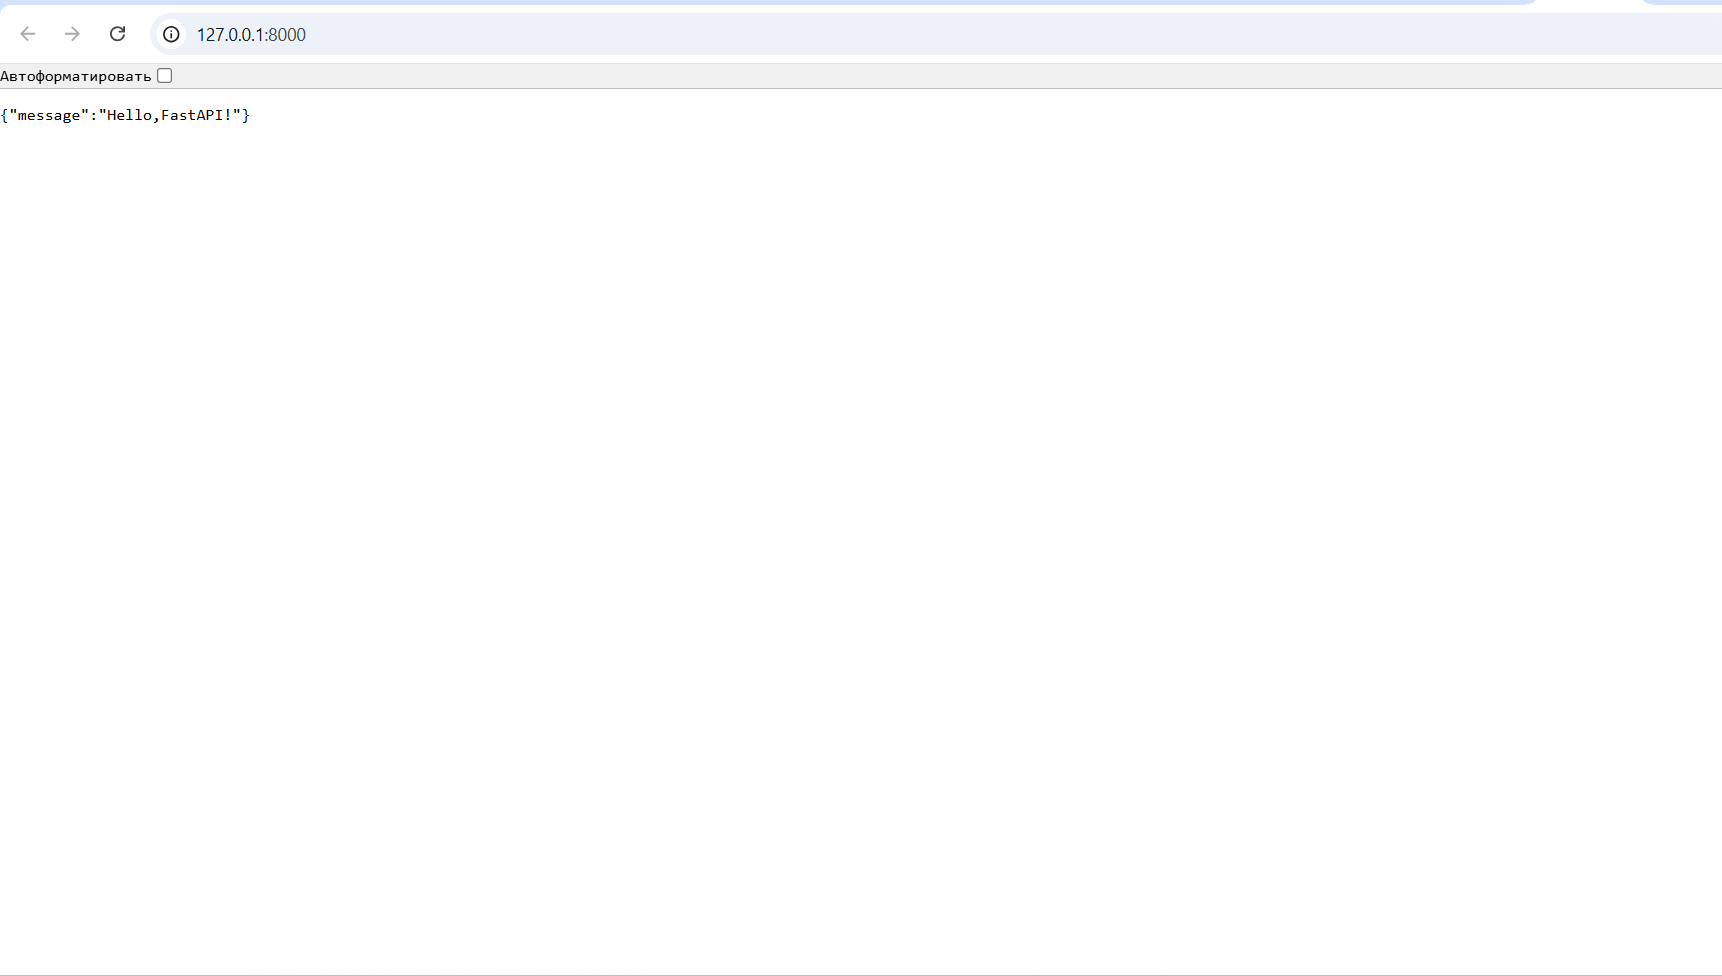 127.0.0.1:8000
Автоформатировать
{"message":"Hello,FastAPI!"}